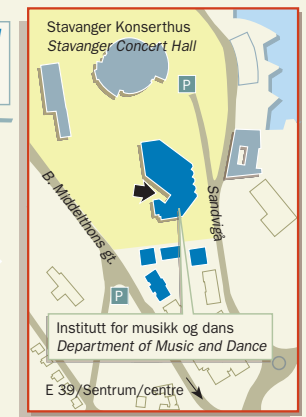 Stavanger Konserthus
Stavanger Concert Hall
P
B. Middelthons gt.
Sandvigå
P
Institutt for musikk og dans
Department of Music and Dance
E 39/Sentrum/centre